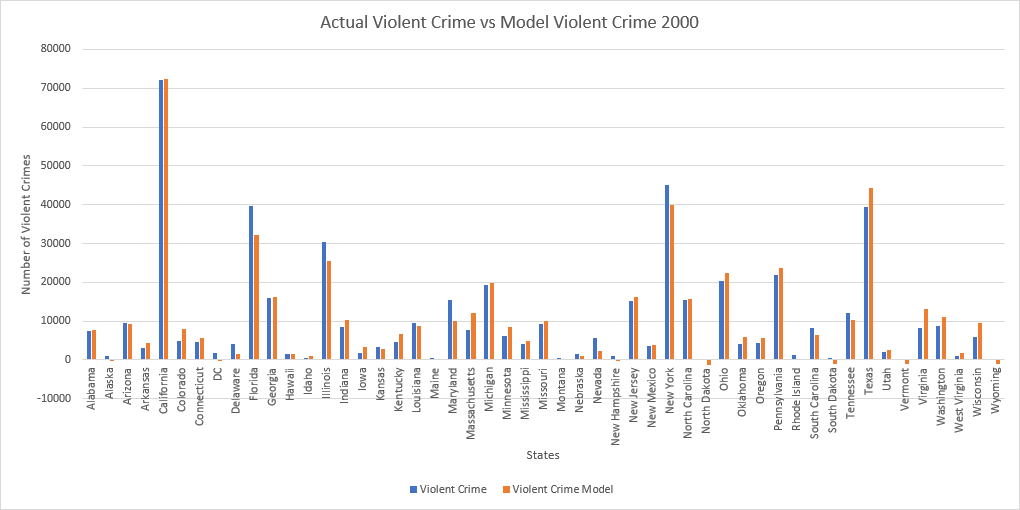 Actual Violent Crime vs Model Violent Crime 2000
80000
70000
60000
50000
40000
30000
20000
10000
0
-10000
Number of Violent Crimes
Alabama
Alaska
Arizona
Arkansas
California
Colorado
Connecticut
DC
Delaware
Florida
Georgia
Hawaii
Idaho
Illinois
Indiana
Iowa
Kansas
Kentucky
Louisiana
Maine
Maryland
Massachusetts
Michigan
Minnesota
Mississippi
Missouri
Montana
Nebraska
Nevada
New Hampshire
New Jersey
New Mexico
New York
North Carolina
North Dakota
Ohio
Oklahoma
Oregon
Pennsylvania
Rhode Island
South Carolina
South Dakota
Tennessee
Texas
Utah
Vermont
Virginia
Washington
West Virginia
Wisconsin
Wyoming
States
Violent Crime
Violent Crime Model